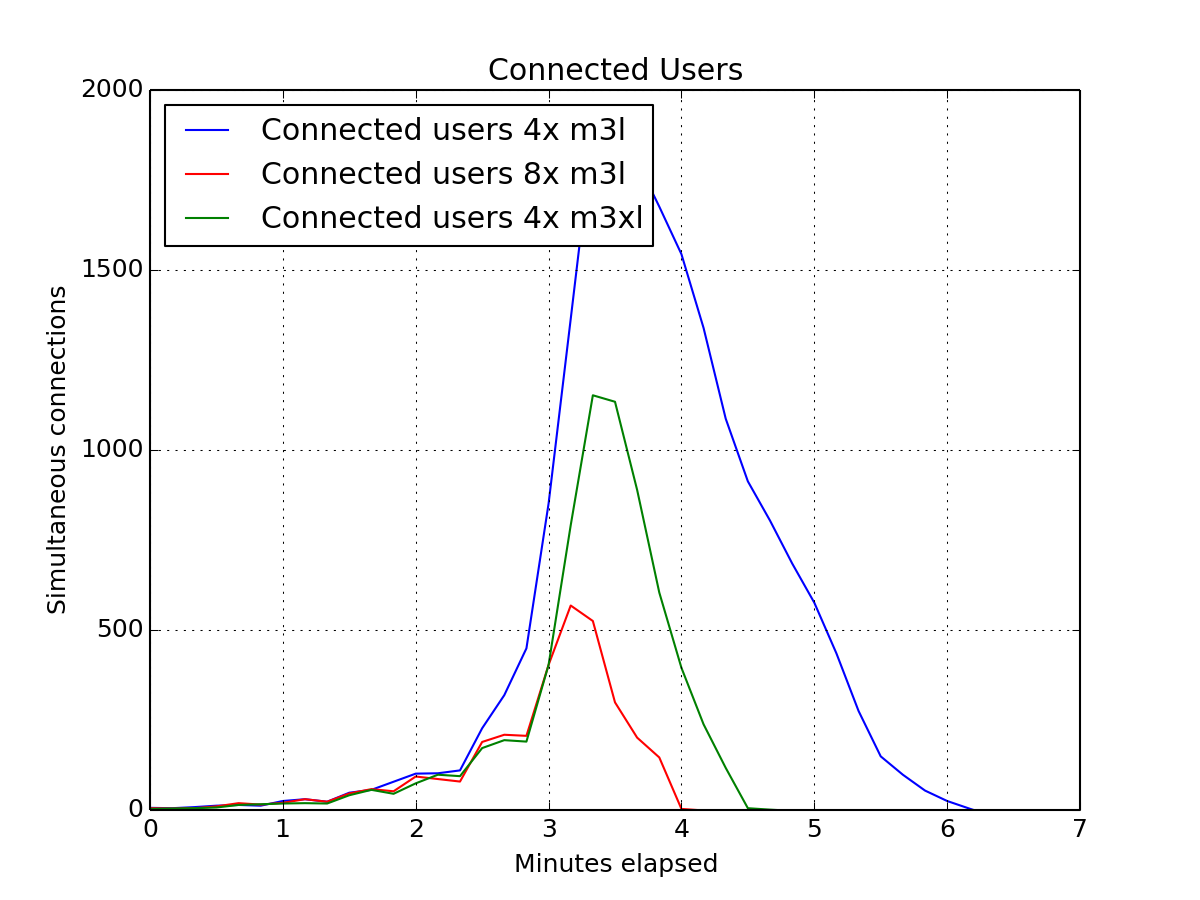 Connected Users
2000
Connected users 4x m3l
Connected users 8x m3l
Connected users 4x m3xl
1500
1000
500
0
Simultaneous connections
0 1 2 3 4 5 6 7
Minutes elapsed